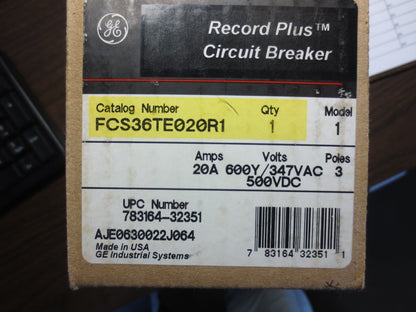 GE
Record Plus™
Circuit Breaker
Catalog Number Qty Model
FCS36TE020R1 1 1
Amps Volts Poles
20A 600Y/347VAC 3
500VDC
UPC Number
783164-32351
AJE0630022J064
Made in USA
GE Industrial Systems
7 83164 32351 1